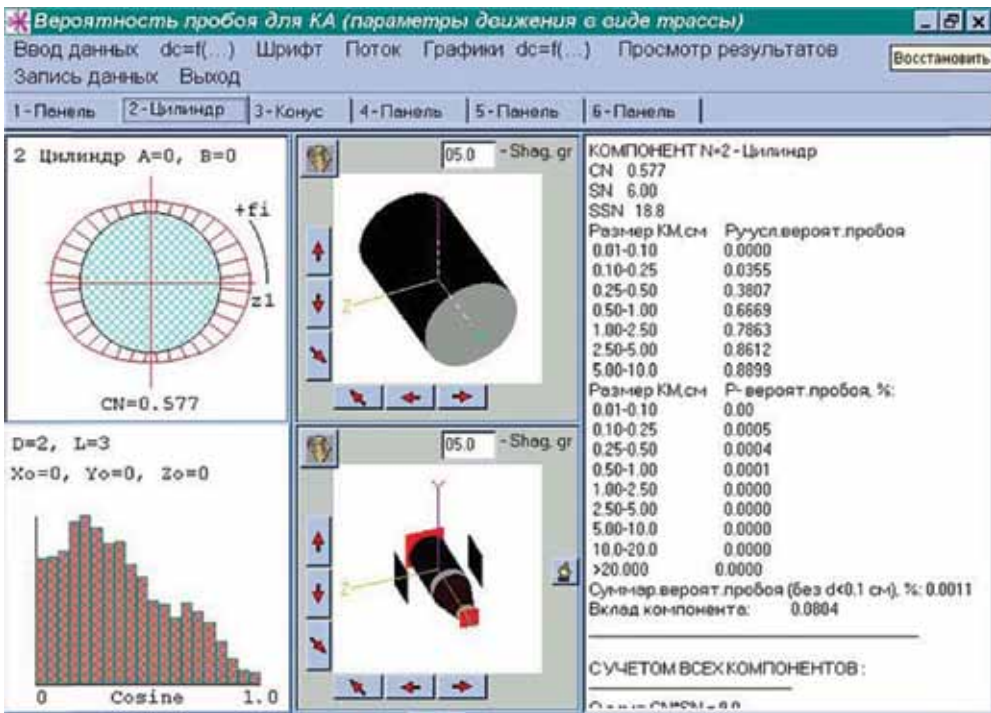 Вероятность пробоя для КА (параметры движения в виде трассы)
Ввод данных dc=f(...) Шрифт Поток Графики dc=f(...) Просмотр результатов
Восстановить
Запись данных Выход
1-Панель 2-Цилиндр 3-Конус 4-Панель 5-Панель 6-Панель
2 Цилиндр A=0, B=0
+fi
z1
CN=0.577
D=2, L=3
Xo=0, Yo=0, Zo=0
0 Cosine 1.0
05.0 -Shag, gr
Z
05.0 -Shag, gr
Y
Z
КОМПОНЕНТ N=2-Цилиндр
CN 0.577
SN 6.00
SSN 18.8
Размер КМ,см Ру-усл.вероят.пробоя
0.01-0.10 0.0000
0.10-0.25 0.0355
0.25-0.50 0.3807
0.50-1.00 0.6669
1.00-2.50 0.7863
2.50-5.00 0.8612
5.00-10.0 0.8899
Размер КМ,см Р- вероят.пробоя, %:
0.01-0.10 0.00
0.10-0.25 0.0005
0.25-0.50 0.0004
0.50-1.00 0.0001
1.00-2.50 0.0000
2.50-5.00 0.0000
5.00-10.0 0.0000
10.0-20.0 0.0000
>20.000 0.0000
Суммар.вероят.пробоя (без d<0.1 см), %: 0.0011
Вклад компонента: 0.0804
С УЧЕТОМ ВСЕХ КОМПОНЕНТОВ :